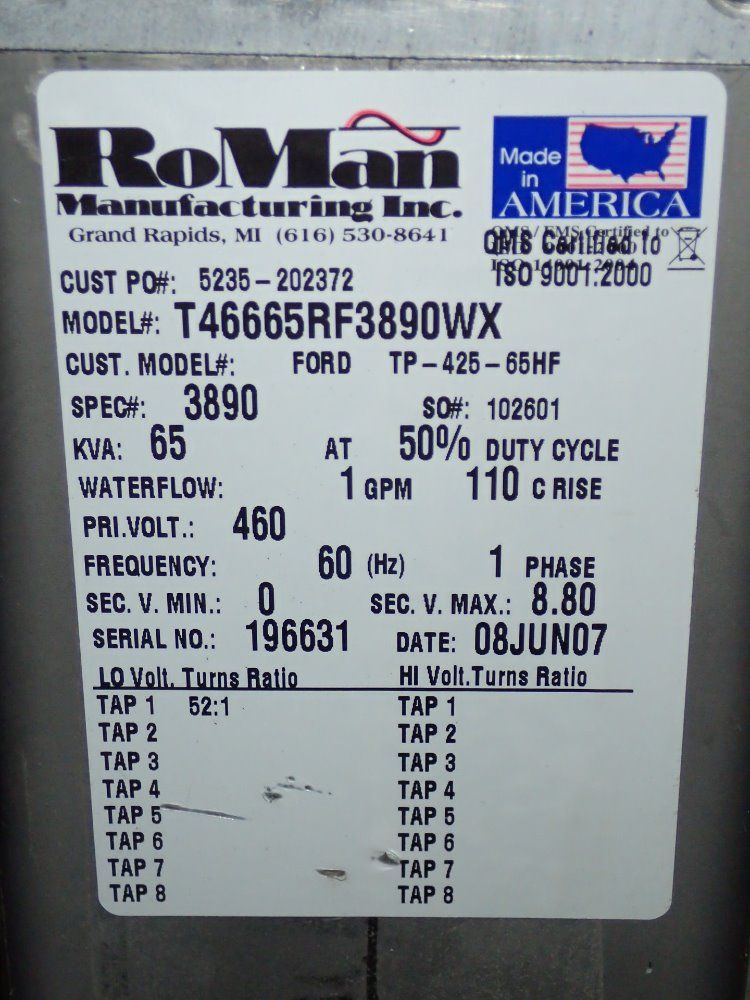 RoMan
Manufacturing Inc.
Grand Rapids, MI (616) 530-8641
Made
in
AMERICA
QMS / EMS Certified to
QMS Certified to
ISO 9001:2000
CUST PO#: 5235-202372
MODEL#: T46665RF3890WX
CUST. MODEL#: FORD TP-425-65HF
SPEC#: 3890 SO#: 102601
KVA: 65 AT 50% DUTY CYCLE
WATERFLOW: 1 GPM 110 C RISE
PRI.VOLT.: 460
FREQUENCY: 60 (Hz) 1 PHASE
SEC. V. MIN.: 0 SEC. V. MAX.: 8.80
SERIAL NO.: 196631 DATE: 08JUN07
LO Volt. Turns Ratio HI Volt.Turns Ratio
TAP 1 52:1 TAP 1
TAP 2 TAP 2
TAP 3 TAP 3
TAP 4 TAP 4
TAP 5 TAP 5
TAP 6 TAP 6
TAP 7 TAP 7
TAP 8 TAP 8